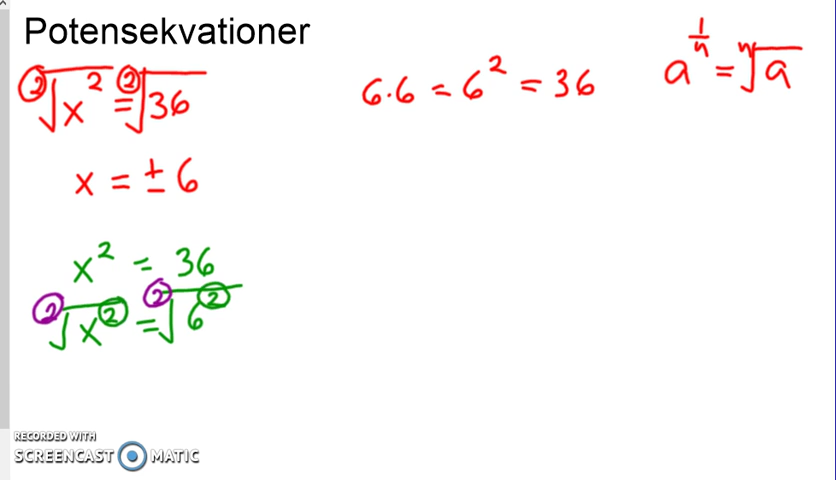 Potensekvationer
²√x² = ²√36
6·6 = 6² = 36
a^(1/n) = ⁿ√a
x = ± 6
x² = 36
²√x² = ²√6²
RECORDED WITH
SCREENCAST MATIC